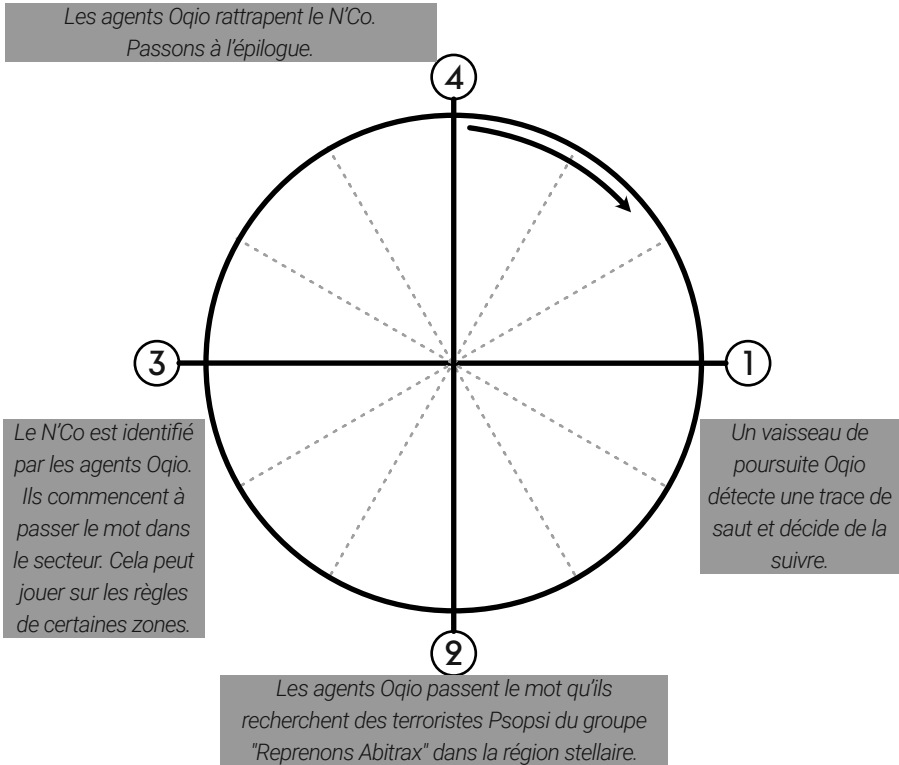 Les agents Oqio rattrapent le N’Co.
Passons à l’épilogue.
4
3
1
Le N’Co est identifié
par les agents Oqio.
Ils commencent à
passer le mot dans
le secteur. Cela peut
jouer sur les règles
de certaines zones.
Un vaisseau de
poursuite Oqio
détecte une trace de
saut et décide de la
suivre.
2
Les agents Oqio passent le mot qu'ils
recherchent des terroristes Psopsi du groupe
"Reprenons Abitrax" dans la région stellaire.